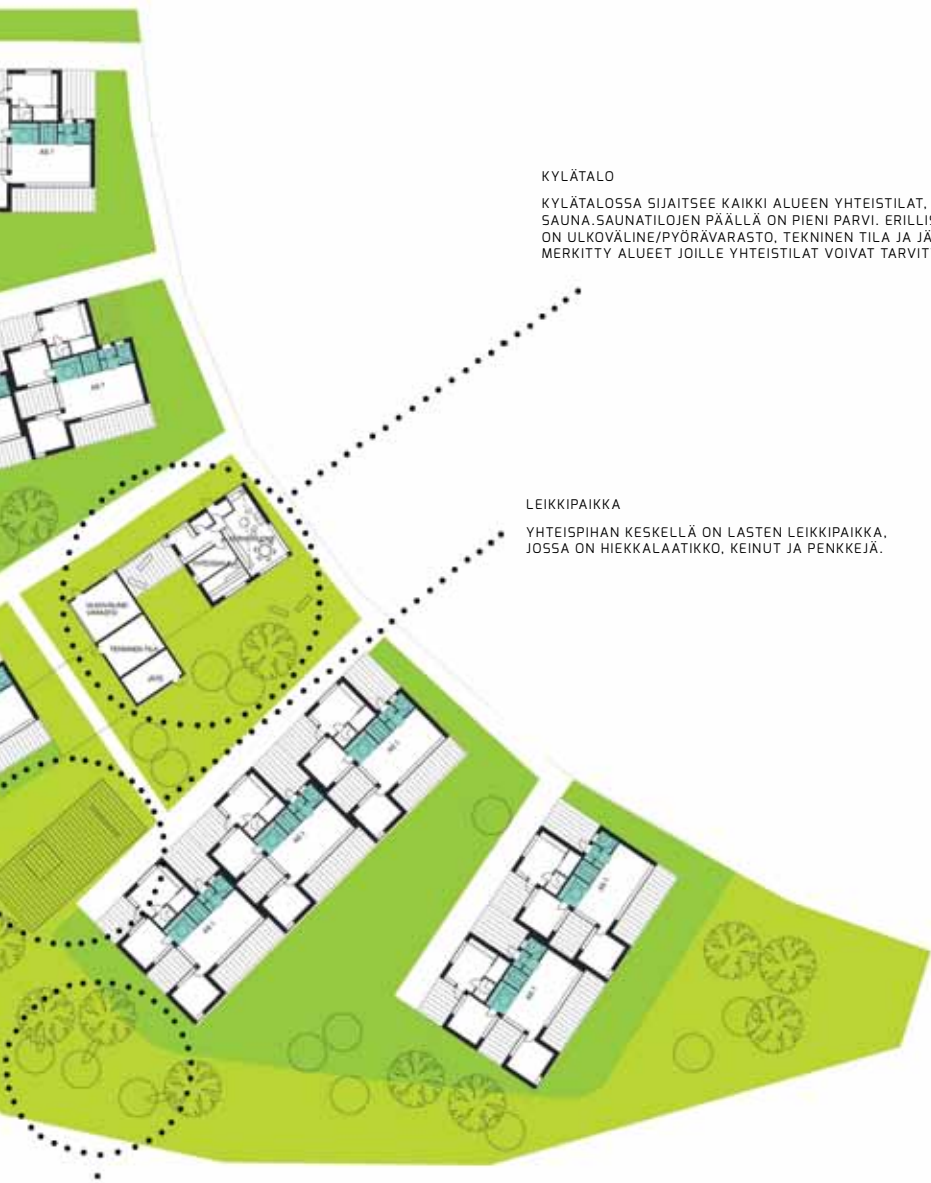 KYLÄTALO
KYLÄTALOSSA SIJAITSEE KAIKKI ALUEEN YHTEISTILAT,
SAUNA.SAUNATILOJEN PÄÄLLÄ ON PIENI PARVI. ERILLIS
ON ULKOVÄLINE/PYÖRÄVARASTO, TEKNINEN TILA JA JÄ
MERKITTY ALUEET JOILLE YHTEISTILAT VOIVAT TARVIT
LEIKKIPAIKKA
YHTEISPIHAN KESKELLÄ ON LASTEN LEIKKIPAIKKA,
JOSSA ON HIEKKALAATIKKO, KEINUT JA PENKKEJÄ.
ULKOVÄLINE
VARASTO
TEKNINEN TILA